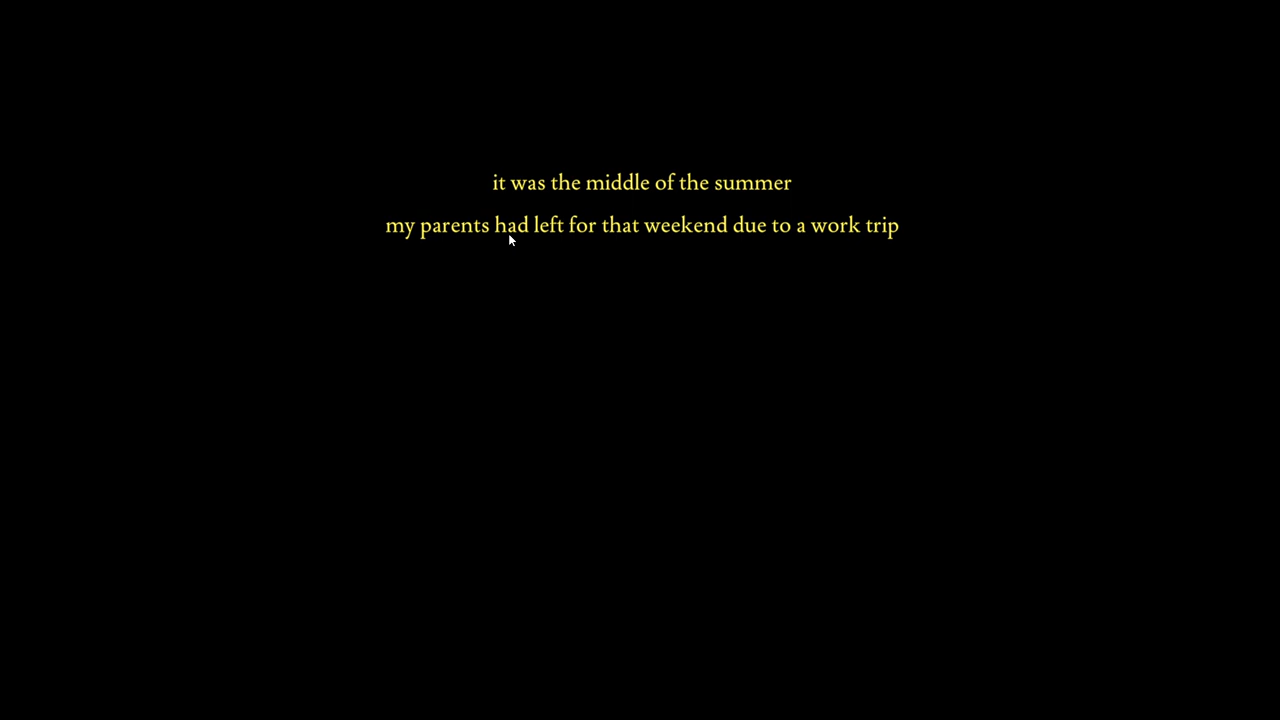 it was the middle of the summer
my parents had left for that weekend due to a work trip